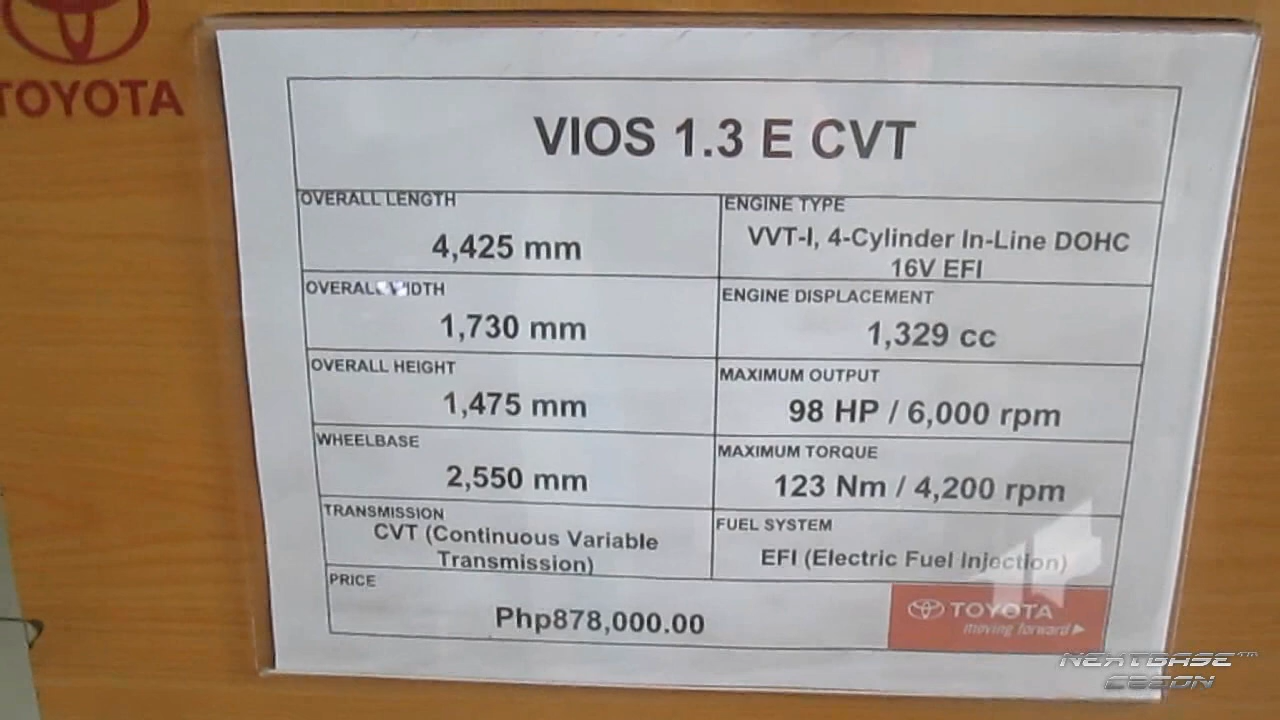 TOYOTA
VIOS 1.3 E CVT
OVERALL LENGTH
4,425 mm
ENGINE TYPE
VVT-I, 4-Cylinder In-Line DOHC
16V EFI
OVERALL WIDTH
1,730 mm
ENGINE DISPLACEMENT
1,329 cc
OVERALL HEIGHT
1,475 mm
MAXIMUM OUTPUT
98 HP / 6,000 rpm
WHEELBASE
2,550 mm
MAXIMUM TORQUE
123 Nm / 4,200 rpm
TRANSMISSION
CVT (Continuous Variable
Transmission)
FUEL SYSTEM
EFI (Electric Fuel Injection)
PRICE
Php878,000.00
TOYOTA
moving forward
NEXTBASE™